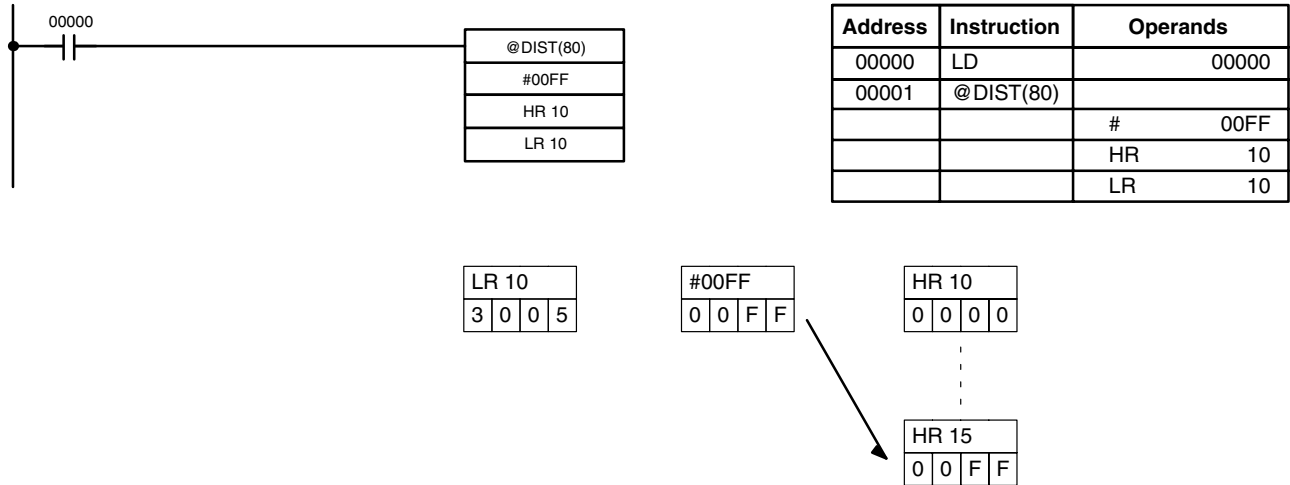 00000
@DIST(80)
#00FF
HR 10
LR 10
Address Instruction Operands
00000 LD 00000
00001 @DIST(80)
# 00FF
HR 10
LR 10
LR 10
3 0 0 5
#00FF
0 0 F F
HR 10
0 0 0 0
HR 15
0 0 F F